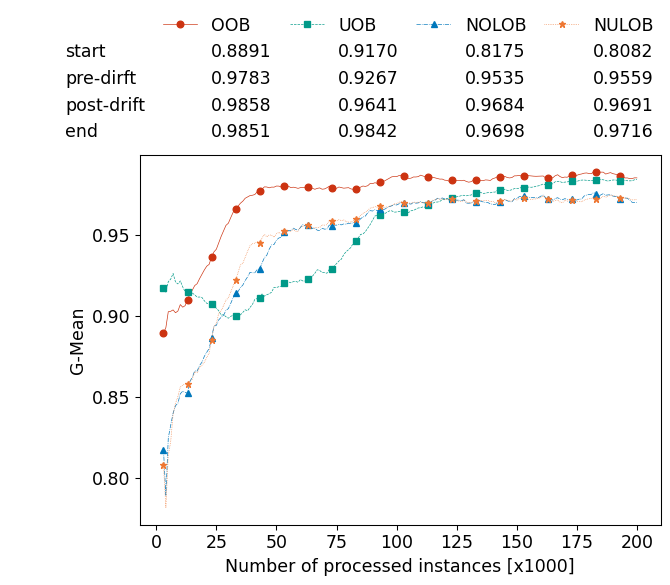 OOB UOB NOLOB NULOB
start 0.8891 0.9170 0.8175 0.8082
pre-dirft 0.9783 0.9267 0.9535 0.9559
post-drift 0.9858 0.9641 0.9684 0.9691
end 0.9851 0.9842 0.9698 0.9716
0.95
0.90
0.85
0.80
G-Mean
0 25 50 75 100 125 150 175 200
Number of processed instances [x1000]